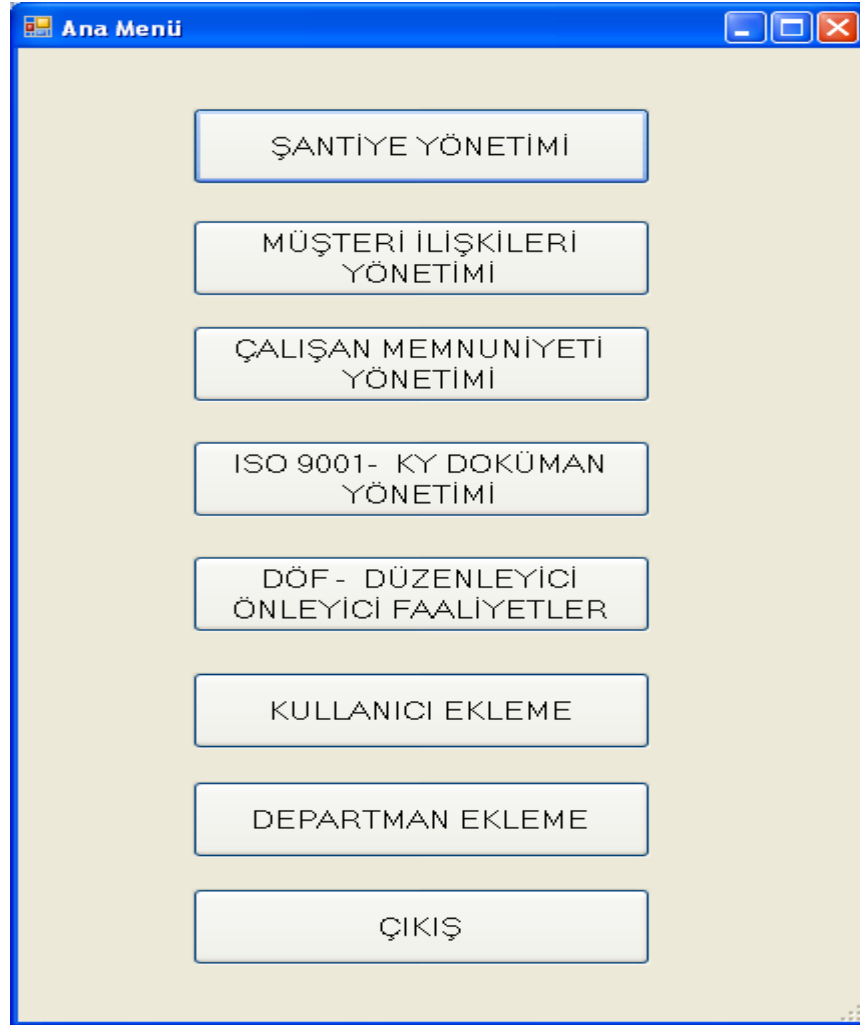 Ana Menü
ŞANTİYE YÖNETİMİ
MÜŞTERİ İLİŞKİLERİ
YÖNETİMİ
ÇALIŞAN MEMNUNİYETİ
YÖNETİMİ
ISO 9001-  KY DOKÜMAN
YÖNETİMİ
DÖF -  DÜZENLEYİCİ
ÖNLEYİCİ FAALİYETLER
KULLANICI EKLEME
DEPARTMAN EKLEME
ÇIKIŞ